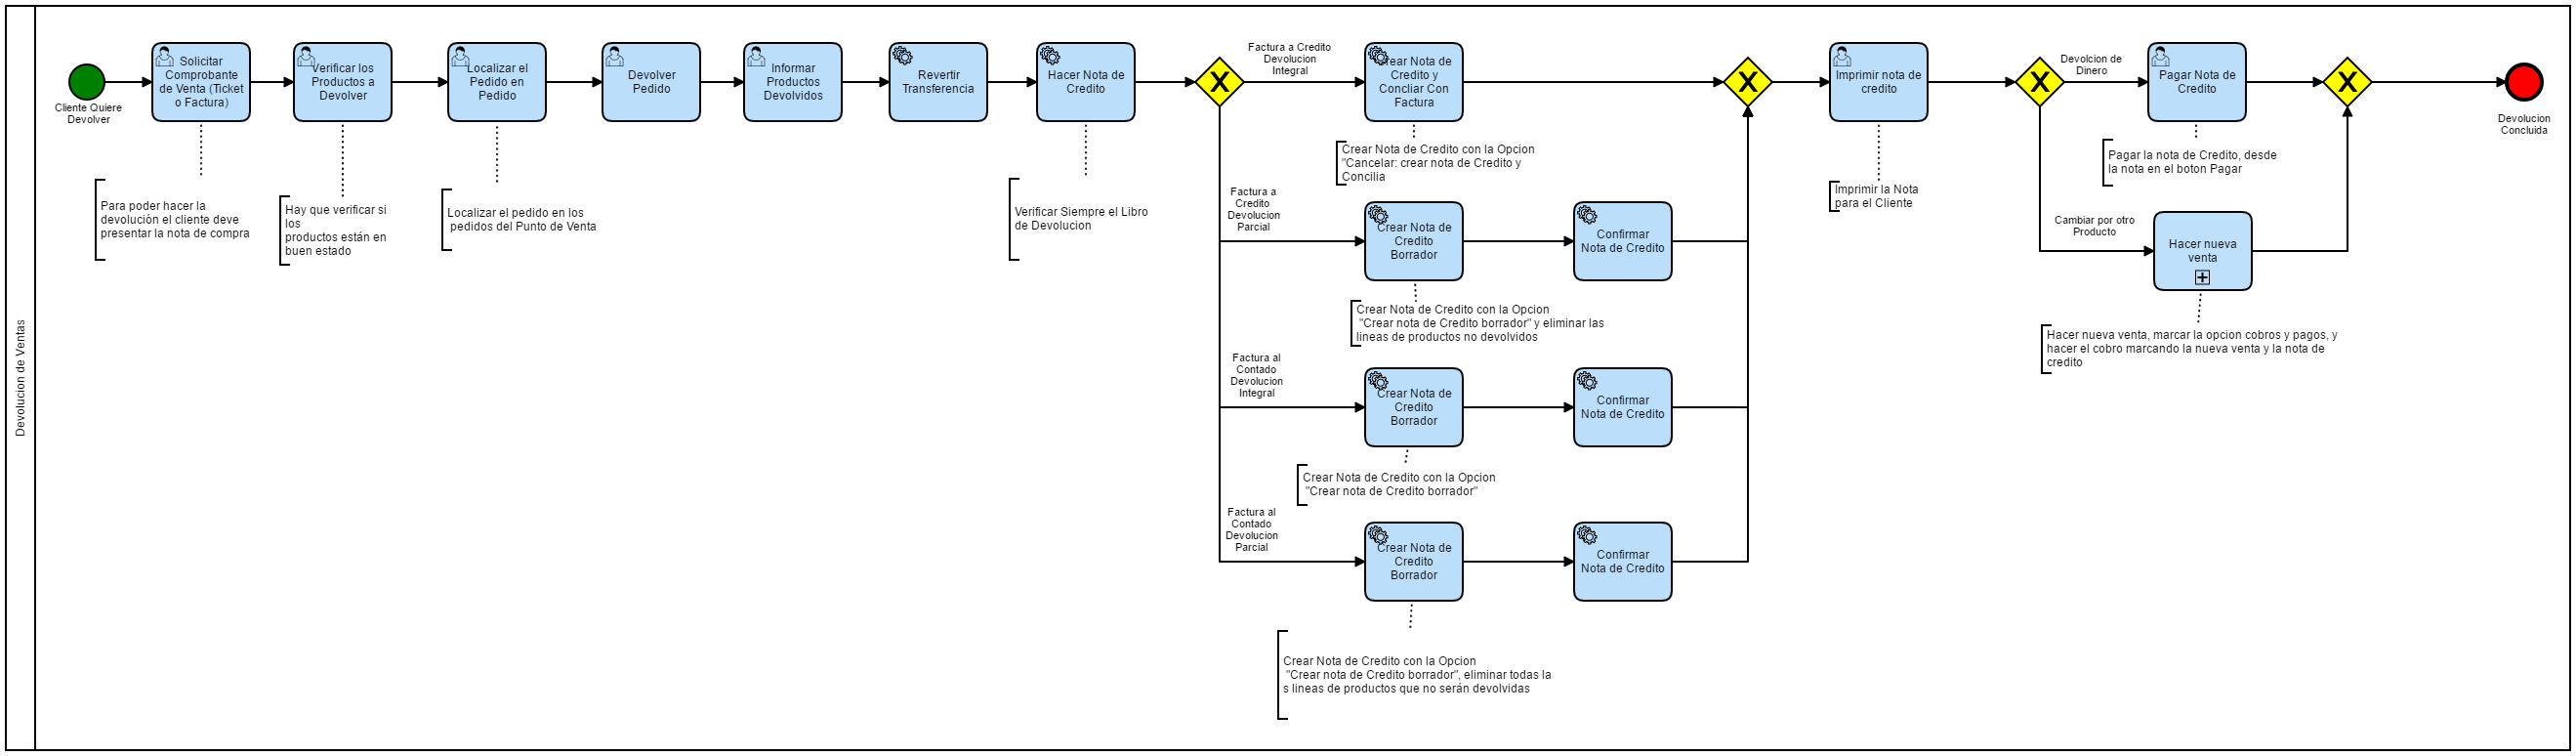 Devolucion de Ventas
Cliente Quiere
Devolver
Solicitar
Comprobante
de Venta (Ticket
o Factura)
Para poder hacer la
devolución el cliente deve
presentar la nota de compra
Verificar los
Productos a
Devolver
Hay que verificar si
los
productos están en
buen estado
Localizar el
Pedido en
Pedido
Localizar el pedido en los
pedidos del Punto de Venta
Devolver
Pedido
Informar
Productos
Devolvidos
Revertir
Transferencia
Hacer Nota de
Credito
Verificar Siempre el Libro
de Devolucion
X
Factura a Credito
Devolucion
Integral
Crear Nota de
Credito y
Concliar Con
Factura
Crear Nota de Credito con la Opcion
"Cancelar: crear nota de Credito y
Concilia
Factura a
Credito
Devolucion
Parcial
Crear Nota de
Credito
Borrador
Confirmar
Nota de Credito
Crear Nota de Credito con la Opcion
"Crear nota de Credito borrador" y eliminar las
lineas de productos no devolvidos
Factura al
Contado
Devolucion
Integral
Crear Nota de
Credito
Borrador
Confirmar
Nota de Credito
Crear Nota de Credito con la Opcion
"Crear nota de Credito borrador"
Factura al
Contado
Devolucion
Parcial
Crear Nota de
Credito
Borrador
Confirmar
Nota de Credito
Crear Nota de Credito con la Opcion
"Crear nota de Credito borrador", eliminar todas la
s lineas de productos que no serán devolvidas
X
Imprimir nota de
credito
Imprimir la Nota
para el Cliente
X
Devolcion de
Dinero
Pagar Nota de
Credito
Pagar la nota de Credito, desde
la nota en el boton Pagar
Cambiar por otro
Producto
Hacer nueva
venta
Hacer nueva venta, marcar la opcion cobros y pagos, y
hacer el cobro marcando la nueva venta y la nota de
credito
X
Devolucion
Concluida